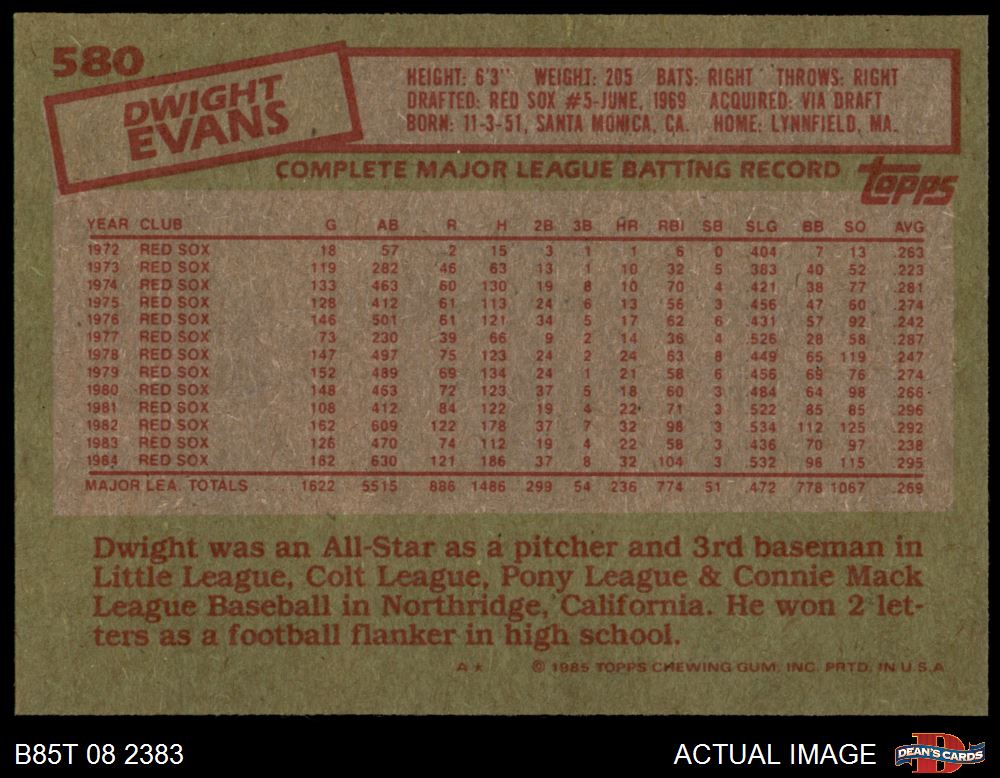 580
DWIGHT
EVANS
HEIGHT: 6'3" WEIGHT: 205 BATS: RIGHT THROWS: RIGHT
DRAFTED: RED SOX #5-JUNE, 1969 ACQUIRED: VIA DRAFT
BORN: 11-3-51, SANTA MONICA, CA. HOME: LYNNFIELD, MA.
COMPLETE MAJOR LEAGUE BATTING RECORD
topps
YEAR CLUB G AB R H 2B 3B HR RBI SB SLG BB SO AVG
1972 RED SOX 18 57 2 15 3 1 1 6 0 .404 7 13 .263
1973 RED SOX 119 282 46 63 13 1 10 32 5 .383 40 52 .223
1974 RED SOX 133 463 60 130 19 8 10 70 4 .421 38 77 .281
1975 RED SOX 128 412 61 113 24 6 13 56 3 .456 47 60 .274
1976 RED SOX 146 501 61 121 34 5 17 62 6 .431 57 92 .242
1977 RED SOX 73 230 39 66 9 2 14 36 4 .526 28 58 .287
1978 RED SOX 147 497 75 123 24 2 24 63 8 .449 65 119 .247
1979 RED SOX 152 489 69 134 24 1 21 58 6 .456 69 76 .274
1980 RED SOX 148 463 72 123 37 5 18 60 3 .484 64 98 .266
1981 RED SOX 108 412 84 122 19 4 22 71 3 .522 85 85 .296
1982 RED SOX 162 609 122 178 37 7 32 98 3 .534 112 125 .292
1983 RED SOX 126 470 74 112 19 4 22 58 3 .436 70 97 .238
1984 RED SOX 162 630 121 186 37 8 32 104 3 .532 96 115 .295
MAJOR LEA. TOTALS ..... 1622 5515 886 1486 299 54 236 774 51 .472 778 1067 .269
Dwight was an All-Star as a pitcher and 3rd baseman in
Little League, Colt League, Pony League & Connie Mack
League Baseball in Northridge, California. He won 2 let-
ters as a football flanker in high school.
A* © 1985 TOPPS CHEWING GUM, INC. PRTD. IN U.S.A
B85T 08 2383 ACTUAL IMAGE DEAN'S CARDS